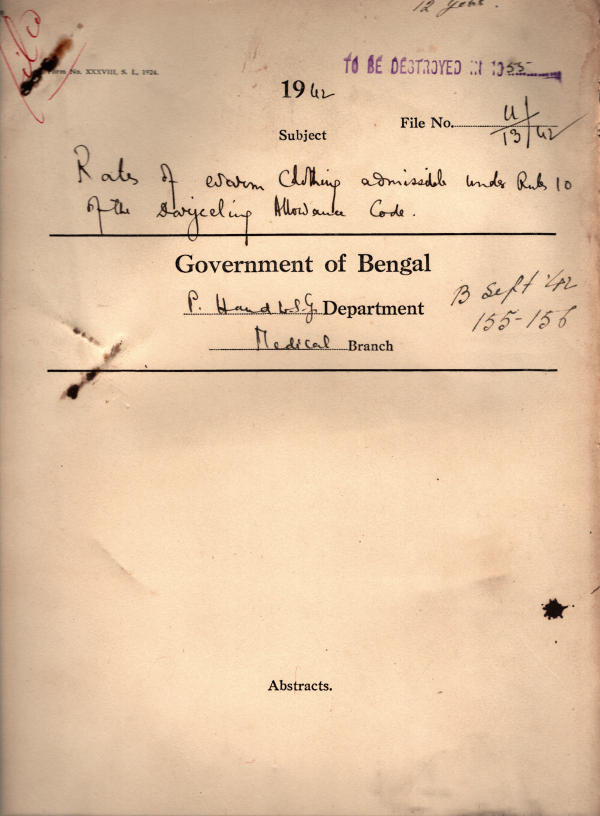 12 years.
filed
Form No. XXXVIII, S. L., 1924.
TO BE DESTROYED IN 1955
1942
File No. U/13/42
Subject
Rates of warm Clothing admissible under Rule 10
of the Darjeeling Allowance Code.
Government of Bengal
P. H and L.S.G. Department
B Sept '42
155-156
Medical Branch
Abstracts.